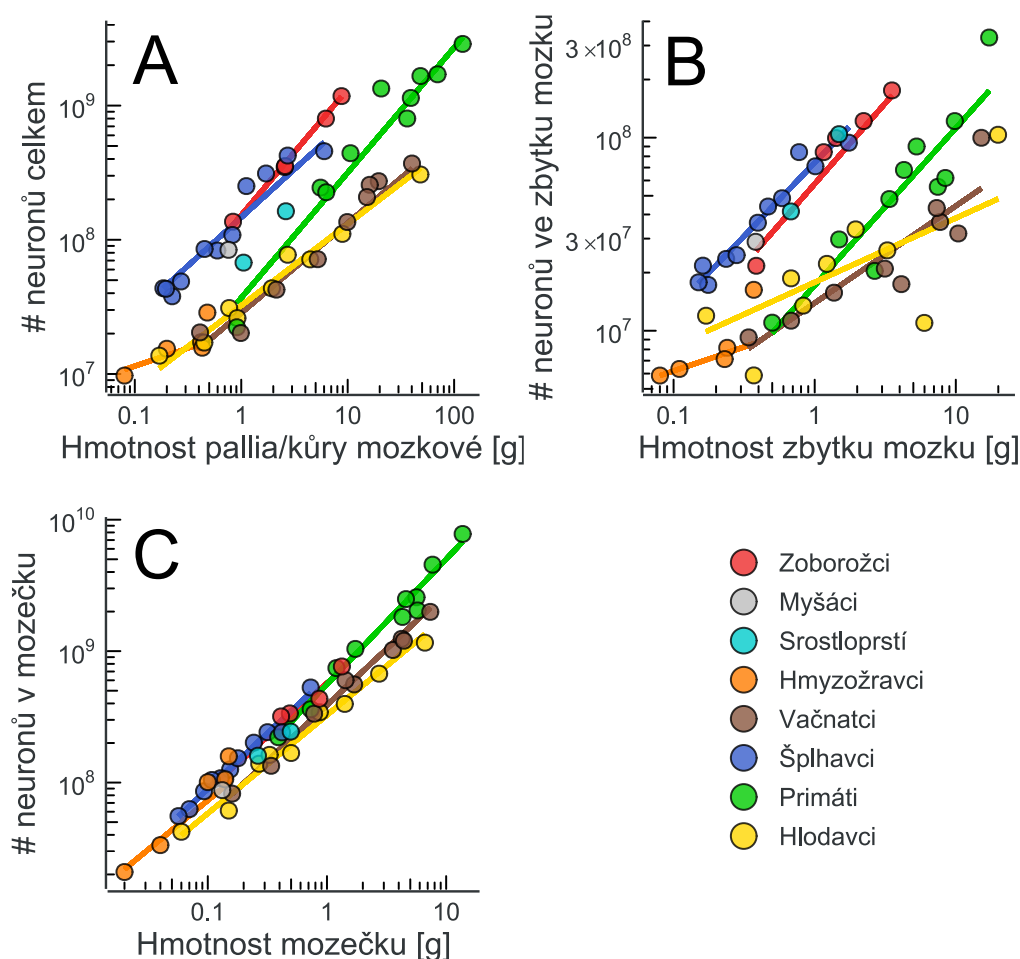 A
# neuronů celkem
10⁹
10⁸
10⁷
0.1 1 10 100
Hmotnost pallia/kůry mozkové [g]
B
# neuronů ve zbytku mozku
3 ×10⁸
10⁸
3×10⁷
10⁷
0.1 1 10
Hmotnost zbytku mozku [g]
C
# neuronů v mozečku
10¹⁰
10⁹
10⁸
0.1 1 10
Hmotnost mozečku [g]
Zoborožci
Myšáci
Srostloprstí
Hmyzožravci
Vačnatci
Šplhavci
Primáti
Hlodavci